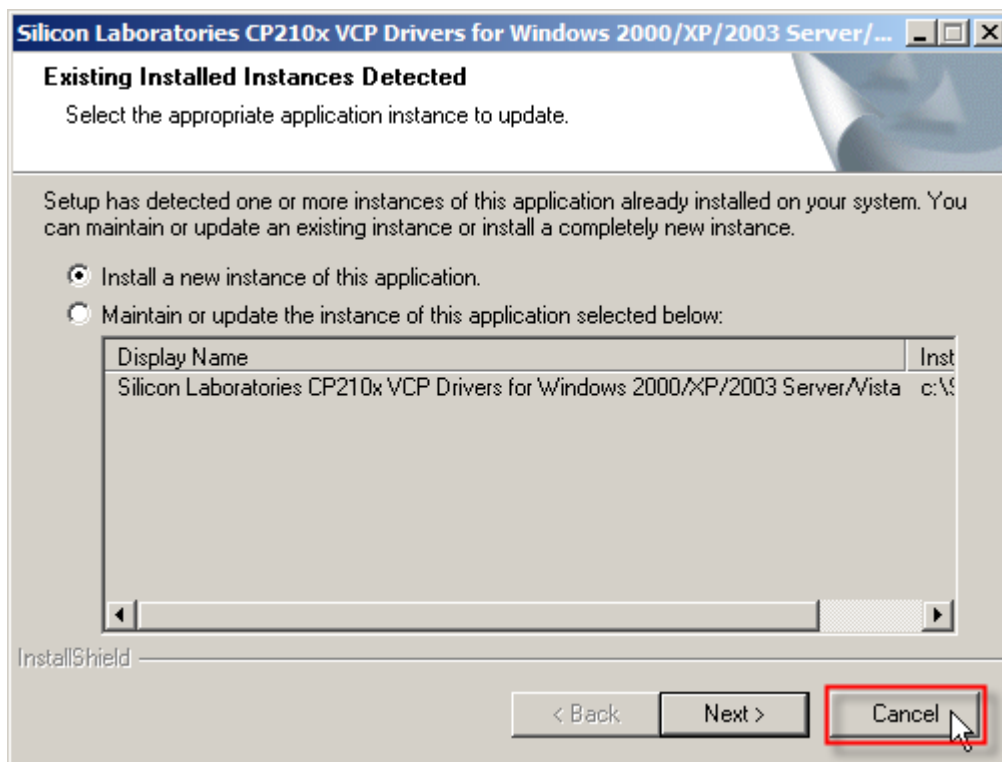 Silicon Laboratories CP210x VCP Drivers for Windows 2000/XP/2003 Server/...
Existing Installed Instances Detected
Select the appropriate application instance to update.
Setup has detected one or more instances of this application already installed on your system. You
can maintain or update an existing instance or install a completely new instance.
Install a new instance of this application.
Maintain or update the instance of this application selected below:
Display Name Inst
Silicon Laboratories CP210x VCP Drivers for Windows 2000/XP/2003 Server/Vista c:\S
InstallShield
< Back Next > Cancel